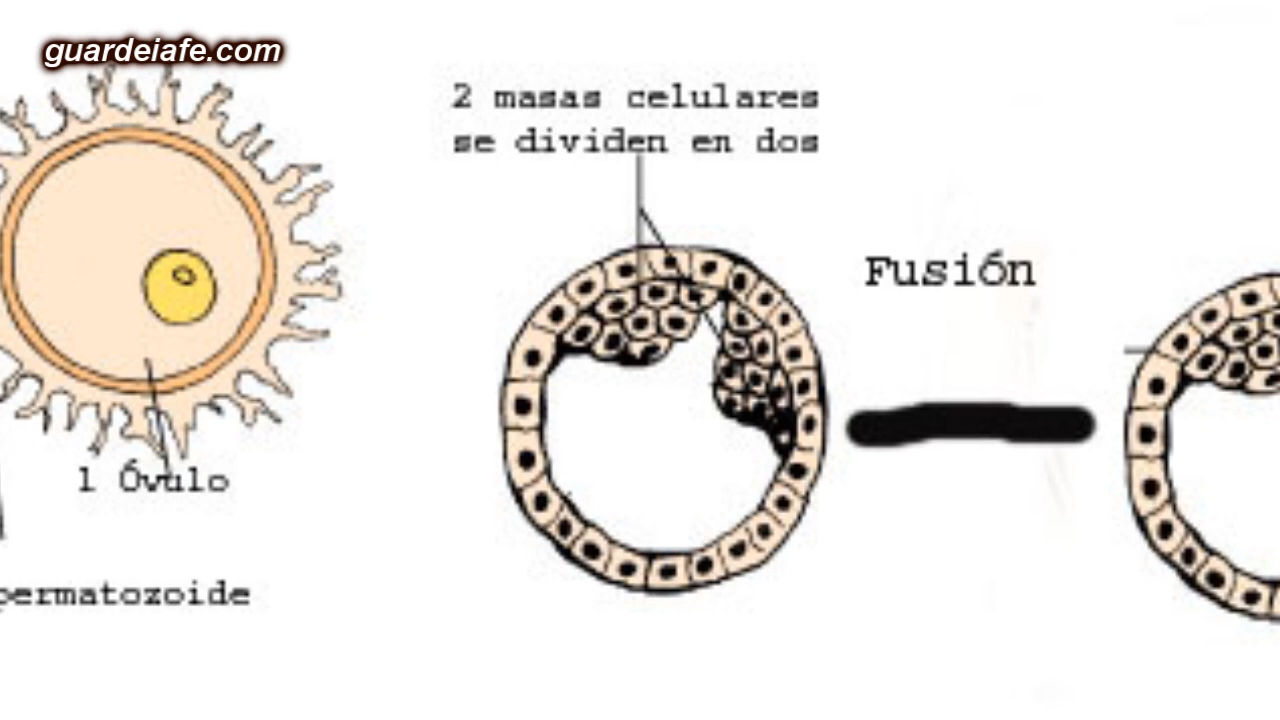 guardeiafe.com
2 masas celulares
se dividen en dos
Fusión
1 Óvulo
permatozoide